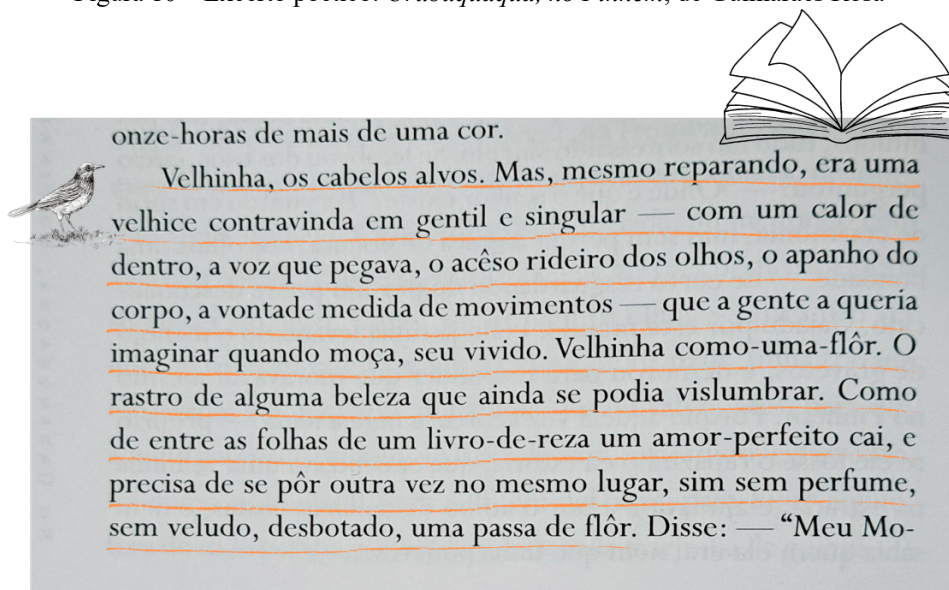 onze-horas de mais de uma cor.
Velhinha, os cabelos alvos. Mas, mesmo reparando, era uma
velhice contravinda em gentil e singular — com um calor de
dentro, a voz que pegava, o acêso rideiro dos olhos, o apanho do
corpo, a vontade medida de movimentos — que a gente a queria
imaginar quando moça, seu vivido. Velhinha como-uma-flôr. O
rastro de alguma beleza que ainda se podia vislumbrar. Como
de entre as folhas de um livro-de-reza um amor-perfeito cai, e
precisa de se pôr outra vez no mesmo lugar, sim sem perfume,
sem veludo, desbotado, uma passa de flôr. Disse: — “Meu Mo-